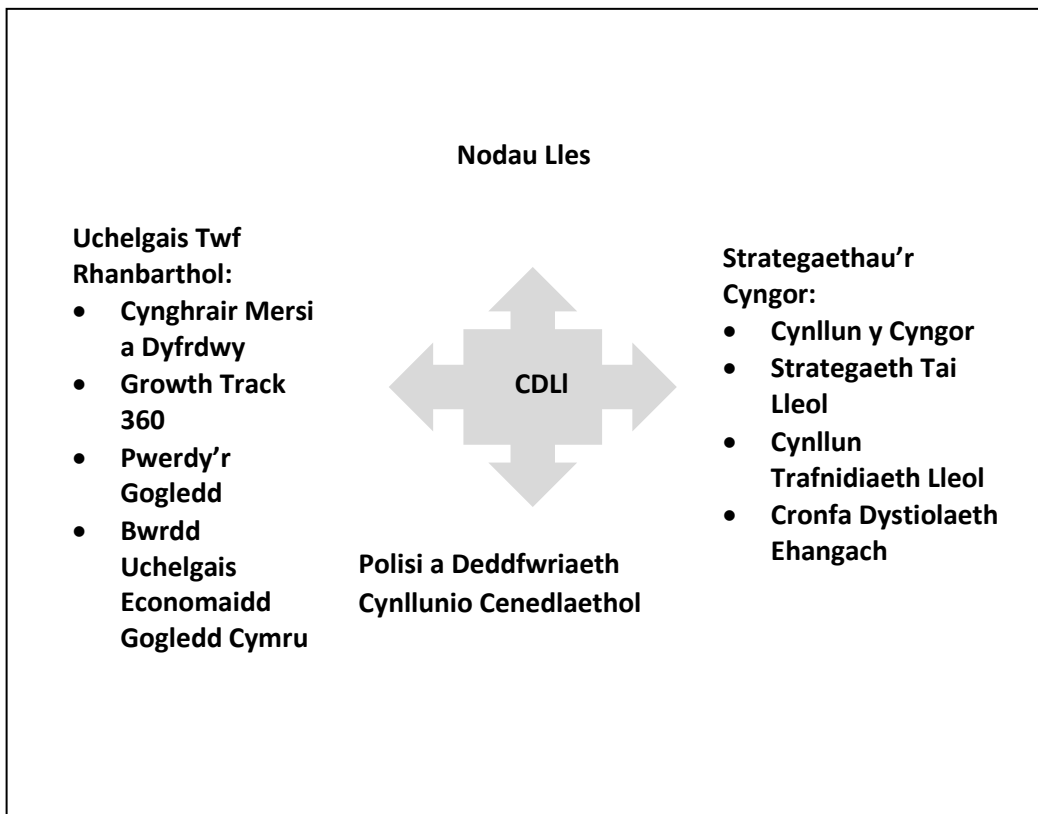 Nodau Lles
Uchelgais Twf
Rhanbarthol:
• Cynghrair Mersi
a Dyfrdwy
• Growth Track
360
• Pwerdy’r
Gogledd
• Bwrdd
Uchelgais
Economaidd
Gogledd Cymru
CDLl
Strategaethau’r
Cyngor:
• Cynllun y Cyngor
• Strategaeth Tai
Lleol
• Cynllun
Trafnidiaeth Lleol
• Cronfa Dystiolaeth
Ehangach
Polisi a Deddfwriaeth
Cynllunio Cenedlaethol